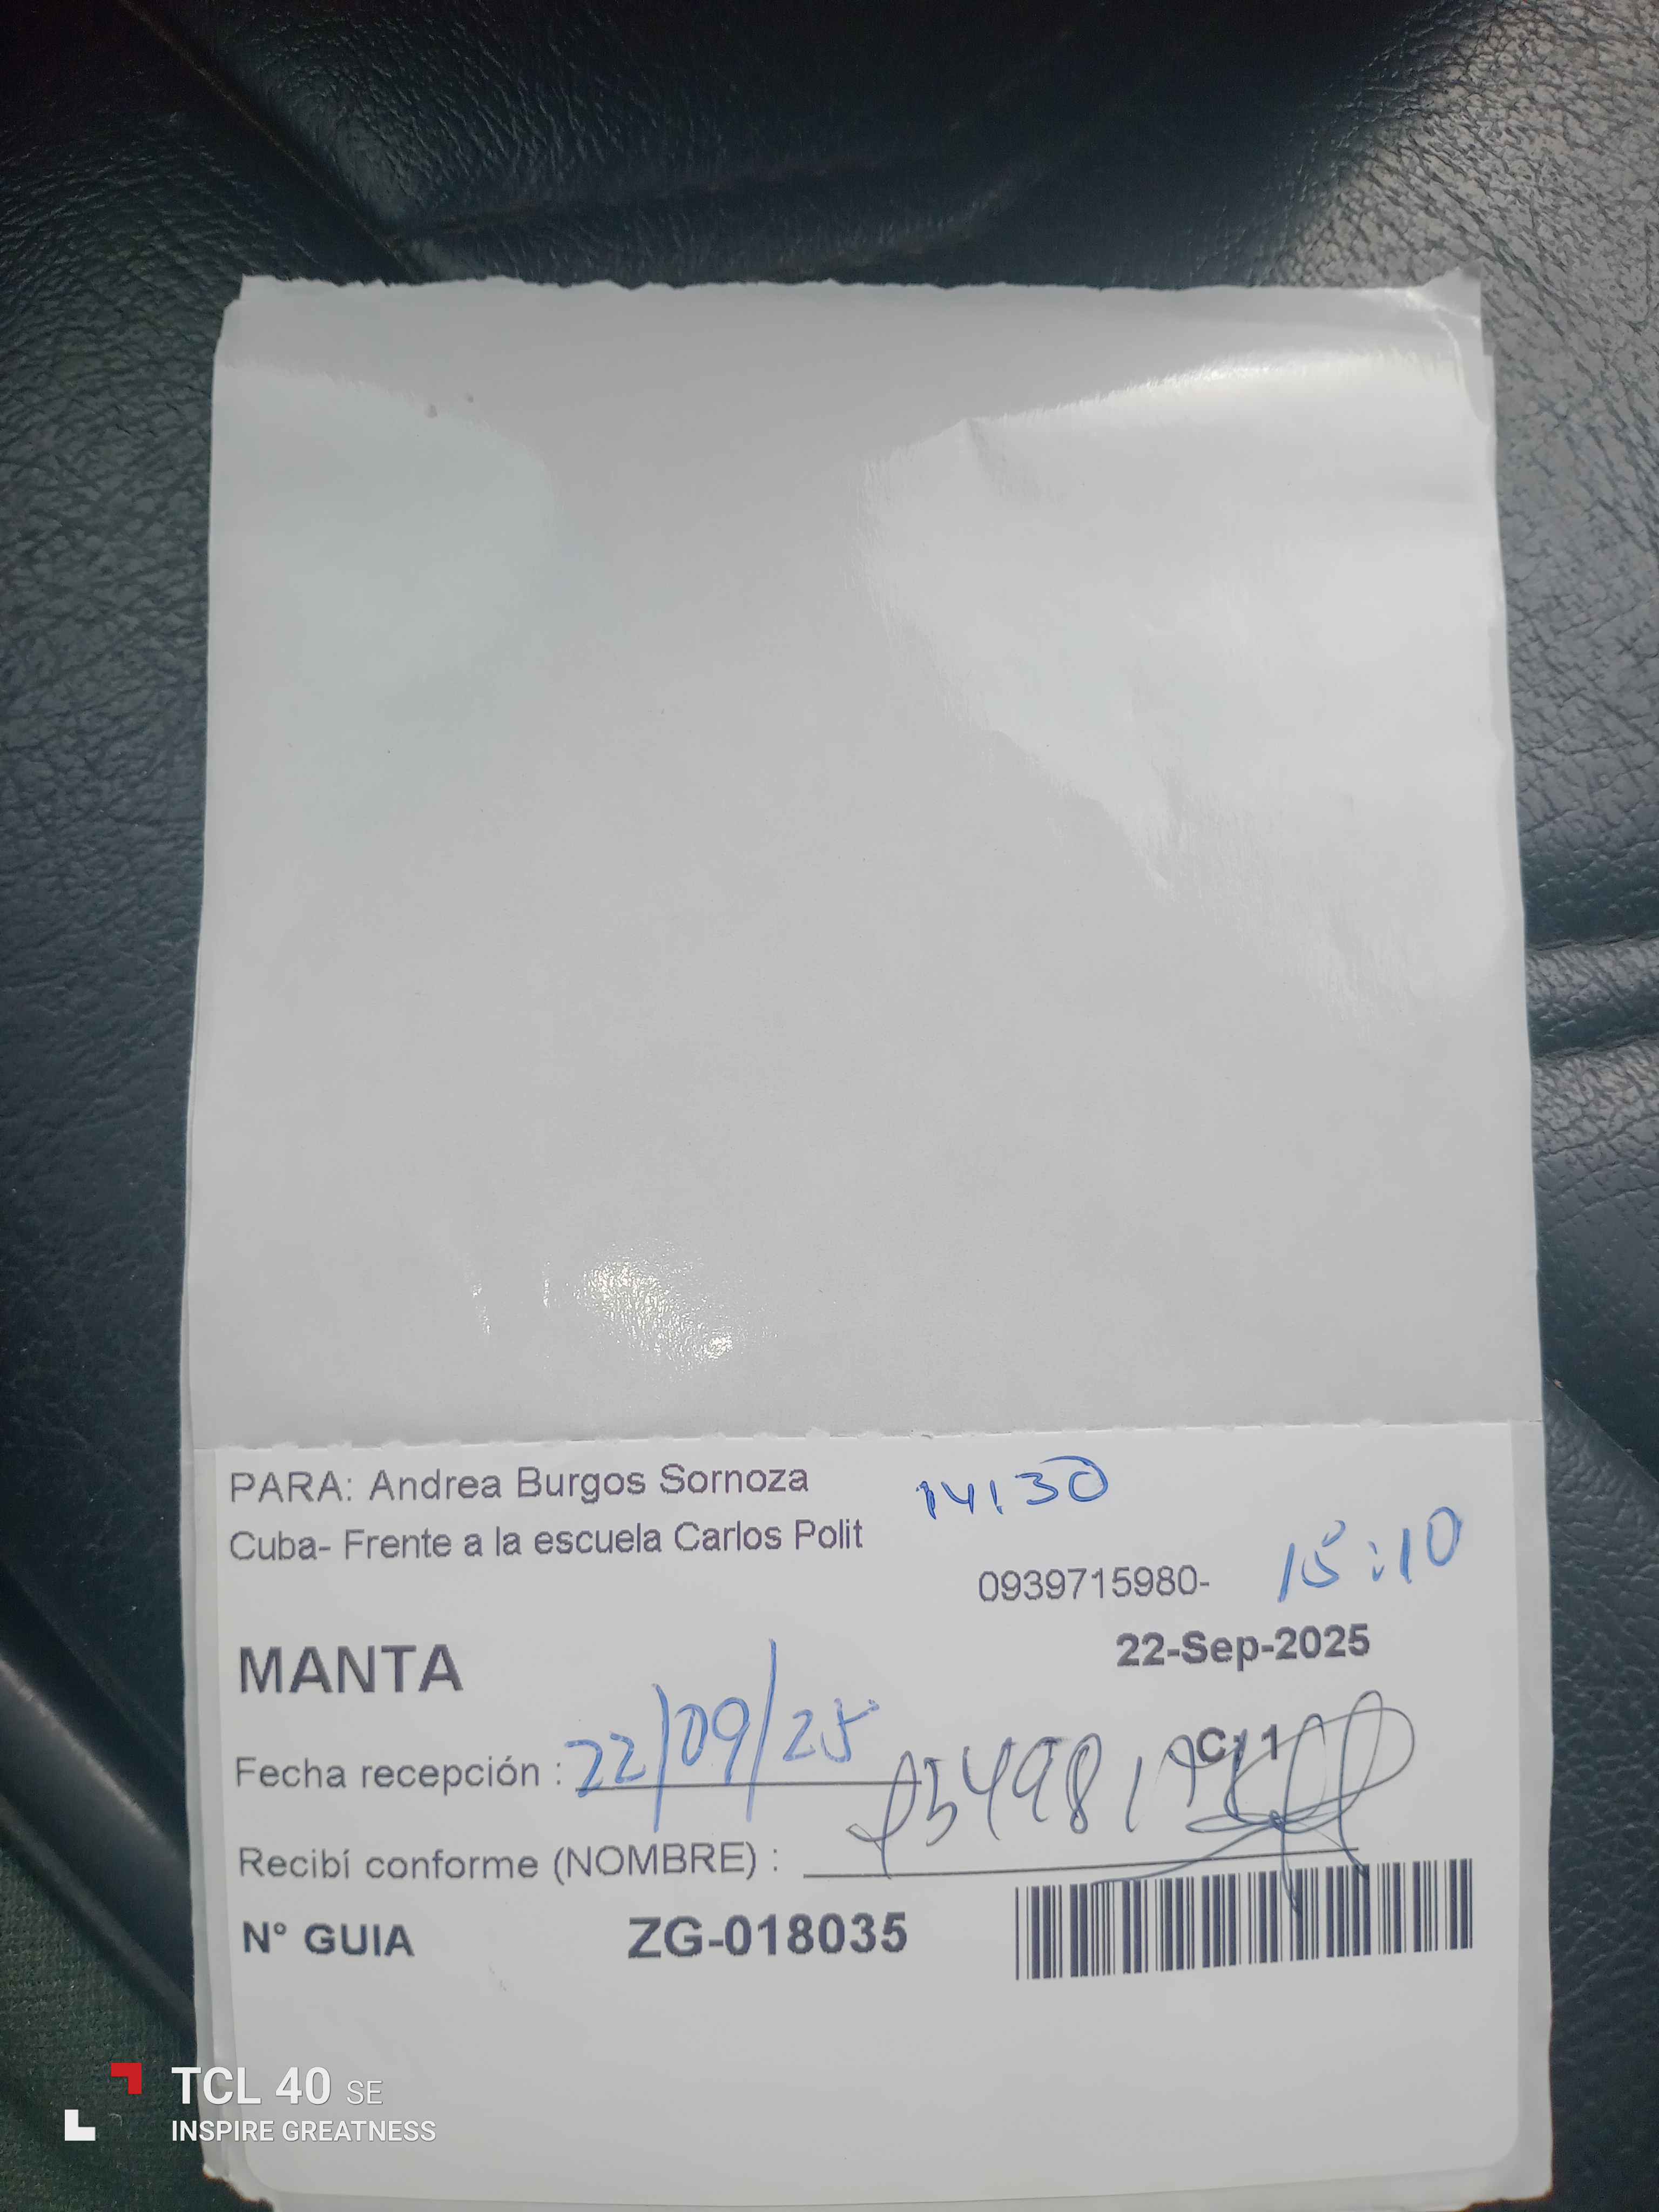 PARA: Andrea Burgos Sornoza
14:30
Cuba- Frente a la escuela Carlos Polit
0939715980-
15:10
MANTA
22-Sep-2025
Fecha recepción : 22/09/25
C: 1
Recibí conforme (NOMBRE) :
N° GUIA ZG-018035
TCL 40 SE
INSPIRE GREATNESS